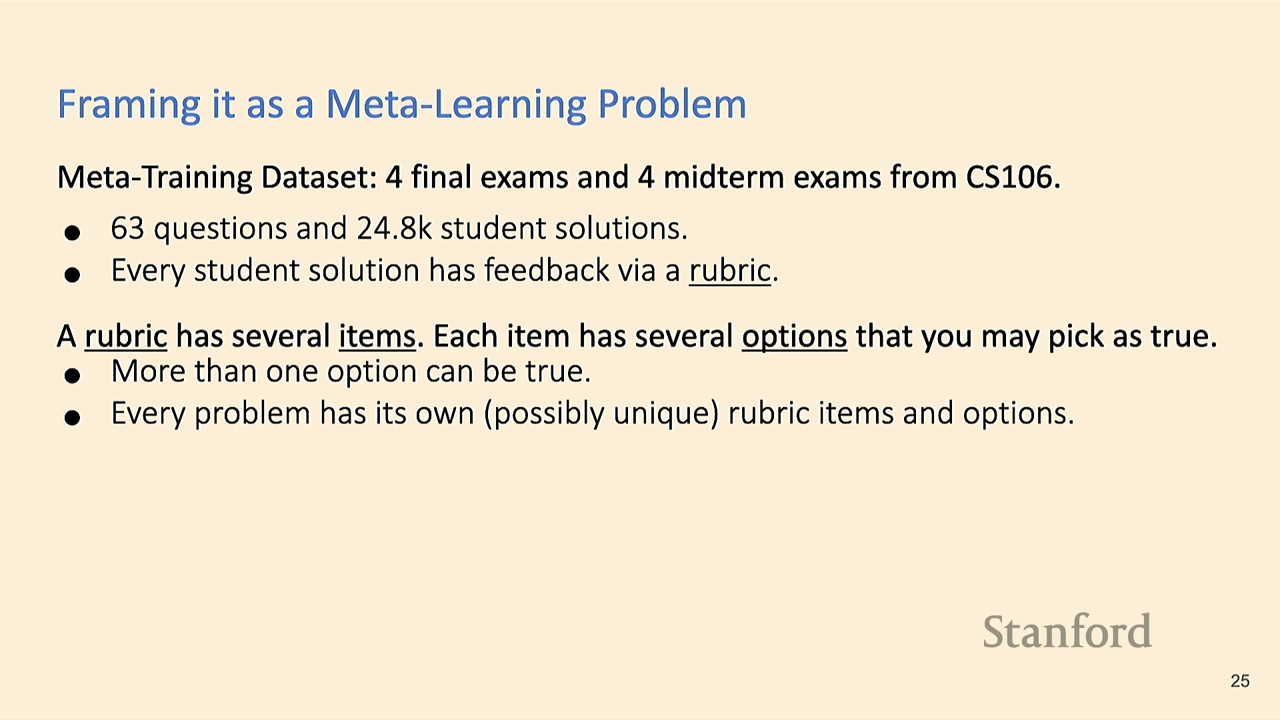 Framing it as a Meta-Learning Problem
Meta-Training Dataset: 4 final exams and 4 midterm exams from CS106.
● 63 questions and 24.8k student solutions.
● Every student solution has feedback via a rubric.
A rubric has several items. Each item has several options that you may pick as true.
● More than one option can be true.
● Every problem has its own (possibly unique) rubric items and options.
Stanford
25